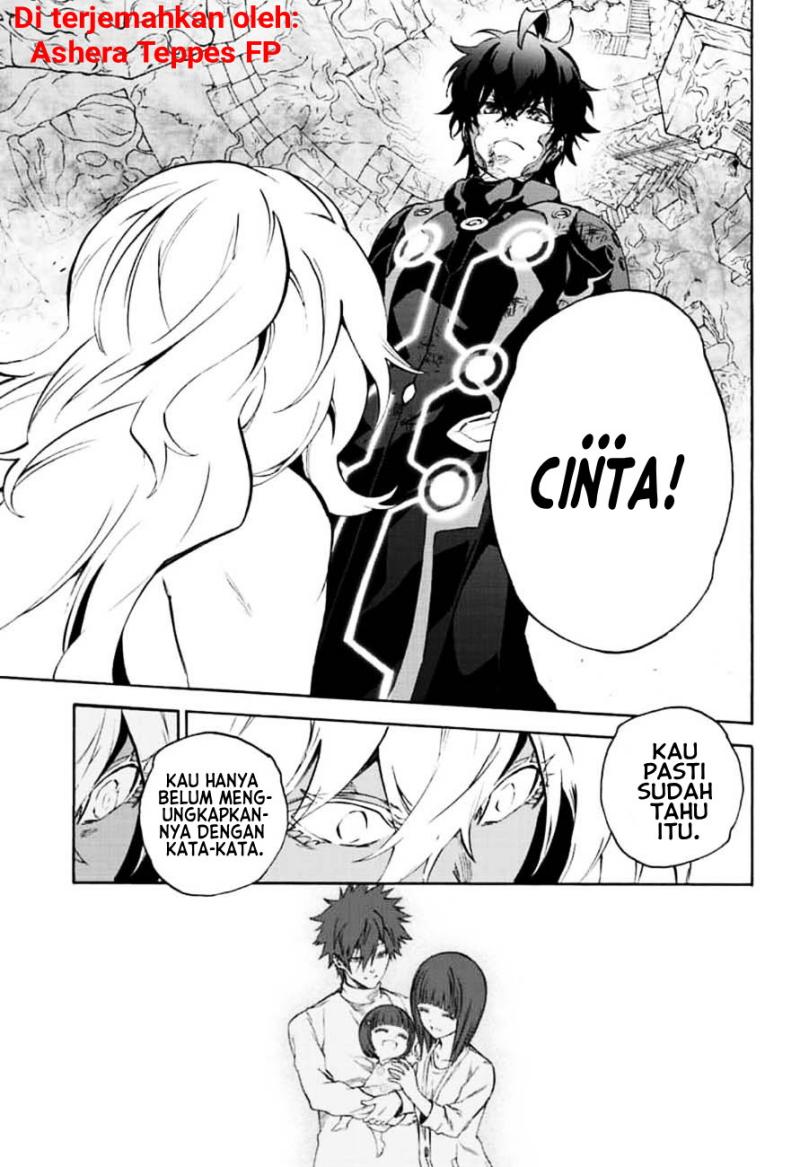 Di terjemahkan oleh:
Ashera Teppes FP
...
CINTA!
KAU
PASTI
SUDAH
TAHU
ITU.
KAU HANYA
BELUM MENG-
UNGKAPKAN-
NYA DENGAN
KATA-KATA.